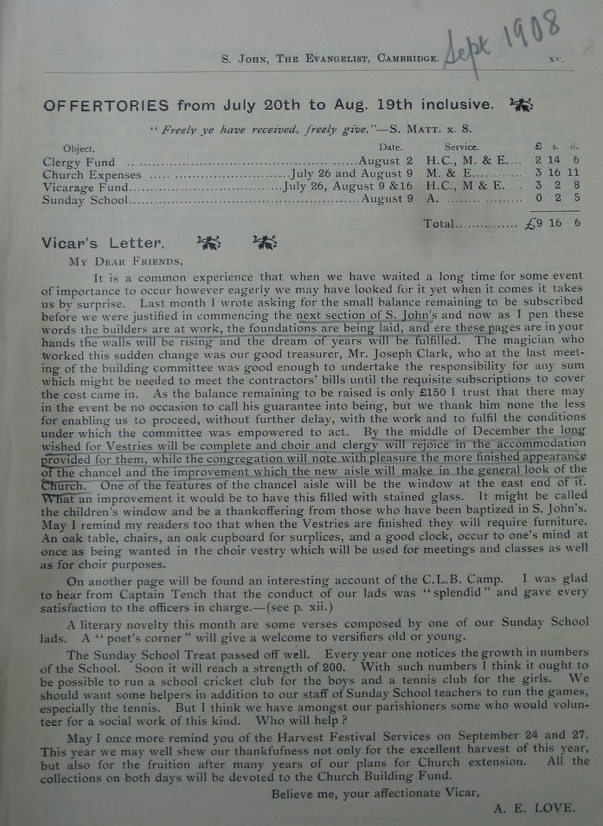 Sept 1908
S. John, The Evangelist, Cambridge. xv.
OFFERTORIES from July 20th to Aug. 19th inclusive.
"Freely ye have received, freely give."—S. Matt. x. 8.
Object. Date. Service. £ s. d.
Clergy Fund .. ........................................August 2 H.C., M. & E.... 2 14 6
Church Expenses ..... ....................July 26 and August 9 M. & E........... 3 16 11
Vicarage Fund..........................July 26, August 9 & 16 H.C., M & E. ... 3 2 8
Sunday School...........................................August 9 A. ............... 0 2 5
Total.............. £9 16 6
Vicar's Letter.
My Dear Friends,
It is a common experience that when we have waited a long time for some event
of importance to occur however eagerly we may have looked for it yet when it comes it takes
us by surprise. Last month I wrote asking for the small balance remaining to be subscribed
before we were justified in commencing the next section of S. John's and now as I pen these
words the builders are at work, the foundations are being laid, and ere these pages are in your
hands the walls will be rising and the dream of years will be fulfilled. The magician who
worked this sudden change was our good treasurer, Mr. Joseph Clark, who at the last meet-
ing of the building committee was good enough to undertake the responsibility for any sum
which might be needed to meet the contractors' bills until the requisite subscriptions to cover
the cost came in. As the balance remaining to be raised is only £150 I trust that there may
in the event be no occasion to call his guarantee into being, but we thank him none the less
for enabling us to proceed, without further delay, with the work and to fulfil the conditions
under which the committee was empowered to act. By the middle of December the long
wished for Vestries will be complete and choir and clergy will rejoice in the accommodation
provided for them, while the congregation will note with pleasure the more finished appearance
of the chancel and the improvement which the new aisle will make in the general look of the
Church. One of the features of the chancel aisle will be the window at the east end of it.
What an improvement it would be to have this filled with stained glass. It might be called
the children's window and be a thankoffering from those who have been baptized in S. John's.
May I remind my readers too that when the Vestries are finished they will require furniture.
An oak table, chairs, an oak cupboard for surplices, and a good clock, occur to one's mind at
once as being wanted in the choir vestry which will be used for meetings and classes as well
as for choir purposes.
On another page will be found an interesting account of the C.L.B. Camp. I was glad
to hear from Captain Tench that the conduct of our lads was "splendid" and gave every
satisfaction to the officers in charge.—(see p. xii.)
A literary novelty this month are some verses composed by one of our Sunday School
lads. A "poet's corner" will give a welcome to versifiers old or young.
The Sunday School Treat passed off well. Every year one notices the growth in numbers
of the School. Soon it will reach a strength of 200. With such numbers I think it ought to
be possible to run a school cricket club for the boys and a tennis club for the girls. We
should want some helpers in addition to our staff of Sunday School teachers to run the games,
especially the tennis. But I think we have amongst our parishioners some who would volun-
teer for a social work of this kind. Who will help?
May I once more remind you of the Harvest Festival Services on September 24 and 27.
This year we may well shew our thankfulness not only for the excellent harvest of this year,
but also for the fruition after many years of our plans for Church extension. All the
collections on both days will be devoted to the Church Building Fund.
Believe me, your affectionate Vicar,
A. E. LOVE.